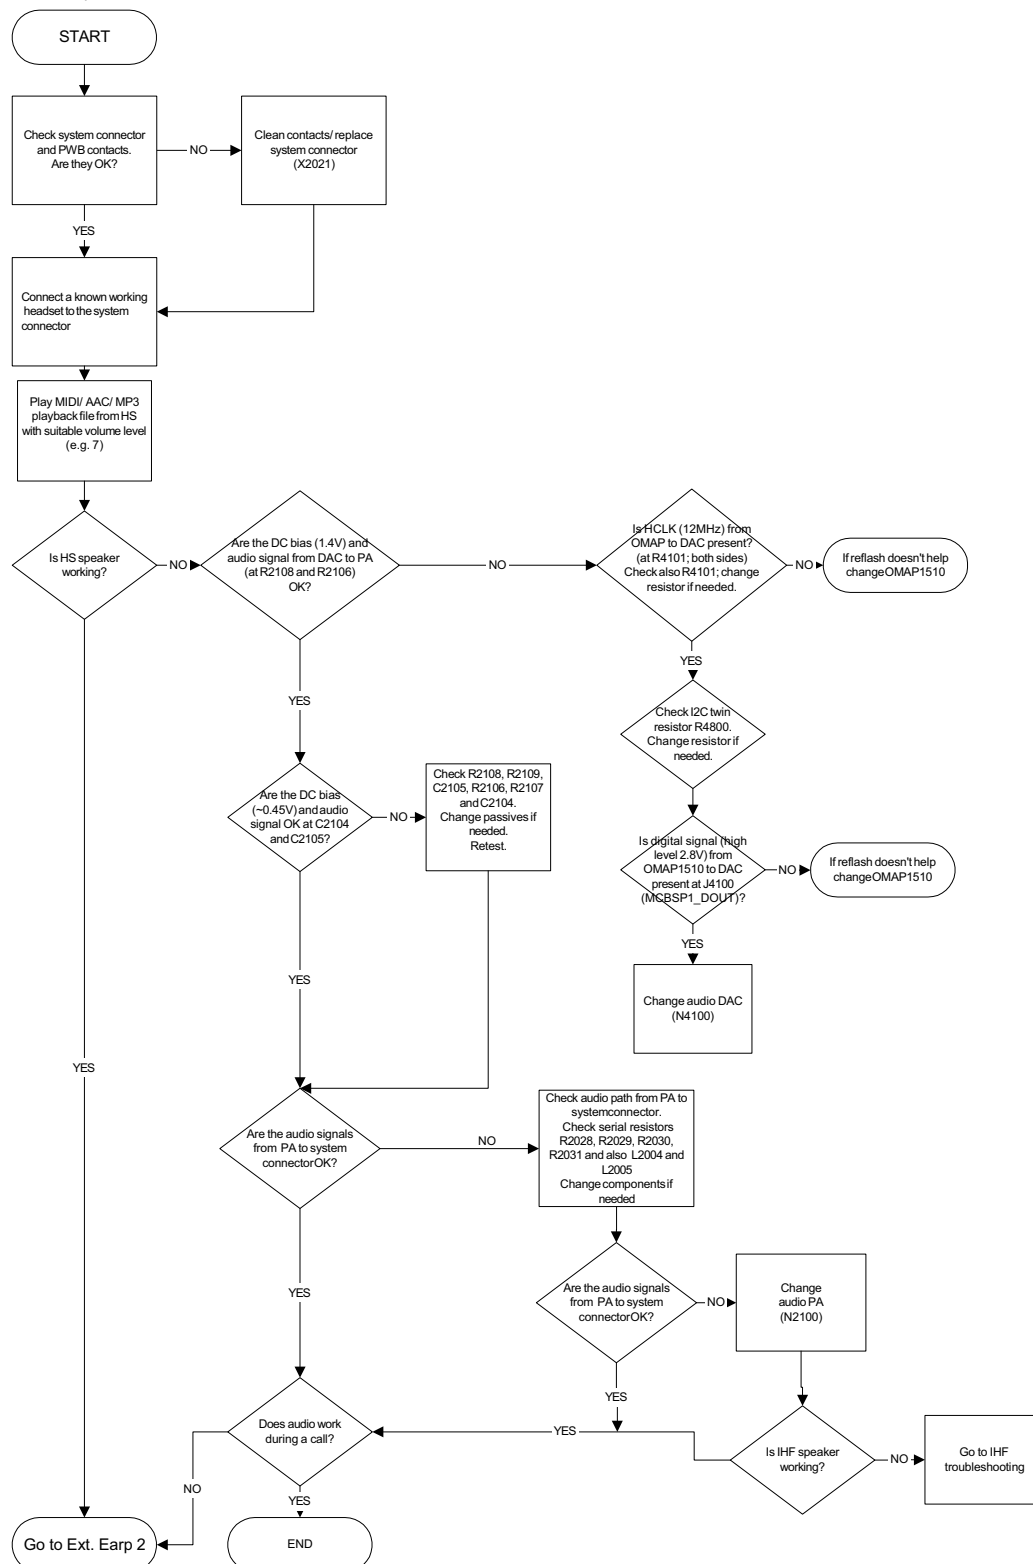 START
Check system connector
and PWB contacts.
Are they OK?
NO
Clean contacts/ replace
system connector
(X2021)
YES
Connect a known working
headset to the system
connector
Play MIDI/ AAC/ MP3
playback file from HS
with suitable volume level
(e.g. 7)
Is HS speaker
working?
NO
Are the DC bias (1.4V) and
audio signal from DAC to PA
(at R2108 and R2106)
OK?
NO
Is HCLK (12MHz) from
OMAP to DAC present?
(at R4101; both sides)
Check also R4101; change
resistor if needed.
NO
If reflash doesn't help
change OMAP1510
YES
YES
Check I2C twin
resistor R4800.
Change resistor if
needed.
Are the DC bias
(~0.45V) and audio
signal OK at C2104
and C2105?
NO
Check R2108, R2109,
C2105, R2106, R2107
and C2104.
Change passives if
needed.
Retest.
Is digital signal (high
level 2.8V) from
OMAP1510 to DAC
present at J4100
(MCBSP1_DOUT)?
NO
If reflash doesn't help
change OMAP1510
YES
YES
Change audio DAC
(N4100)
YES
Are the audio signals
from PA to system
connector OK?
NO
Check audio path from PA to
system connector.
Check serial resistors
R2028, R2029, R2030,
R2031 and also L2004 and
L2005
Change components if
needed
YES
Are the audio signals
from PA to system
connector OK?
NO
Change
audio PA
(N2100)
YES
Does audio work
during a call?
YES
Is IHF speaker
working?
NO
Go to IHF
troubleshooting
NO
YES
Go to Ext. Earp 2
END